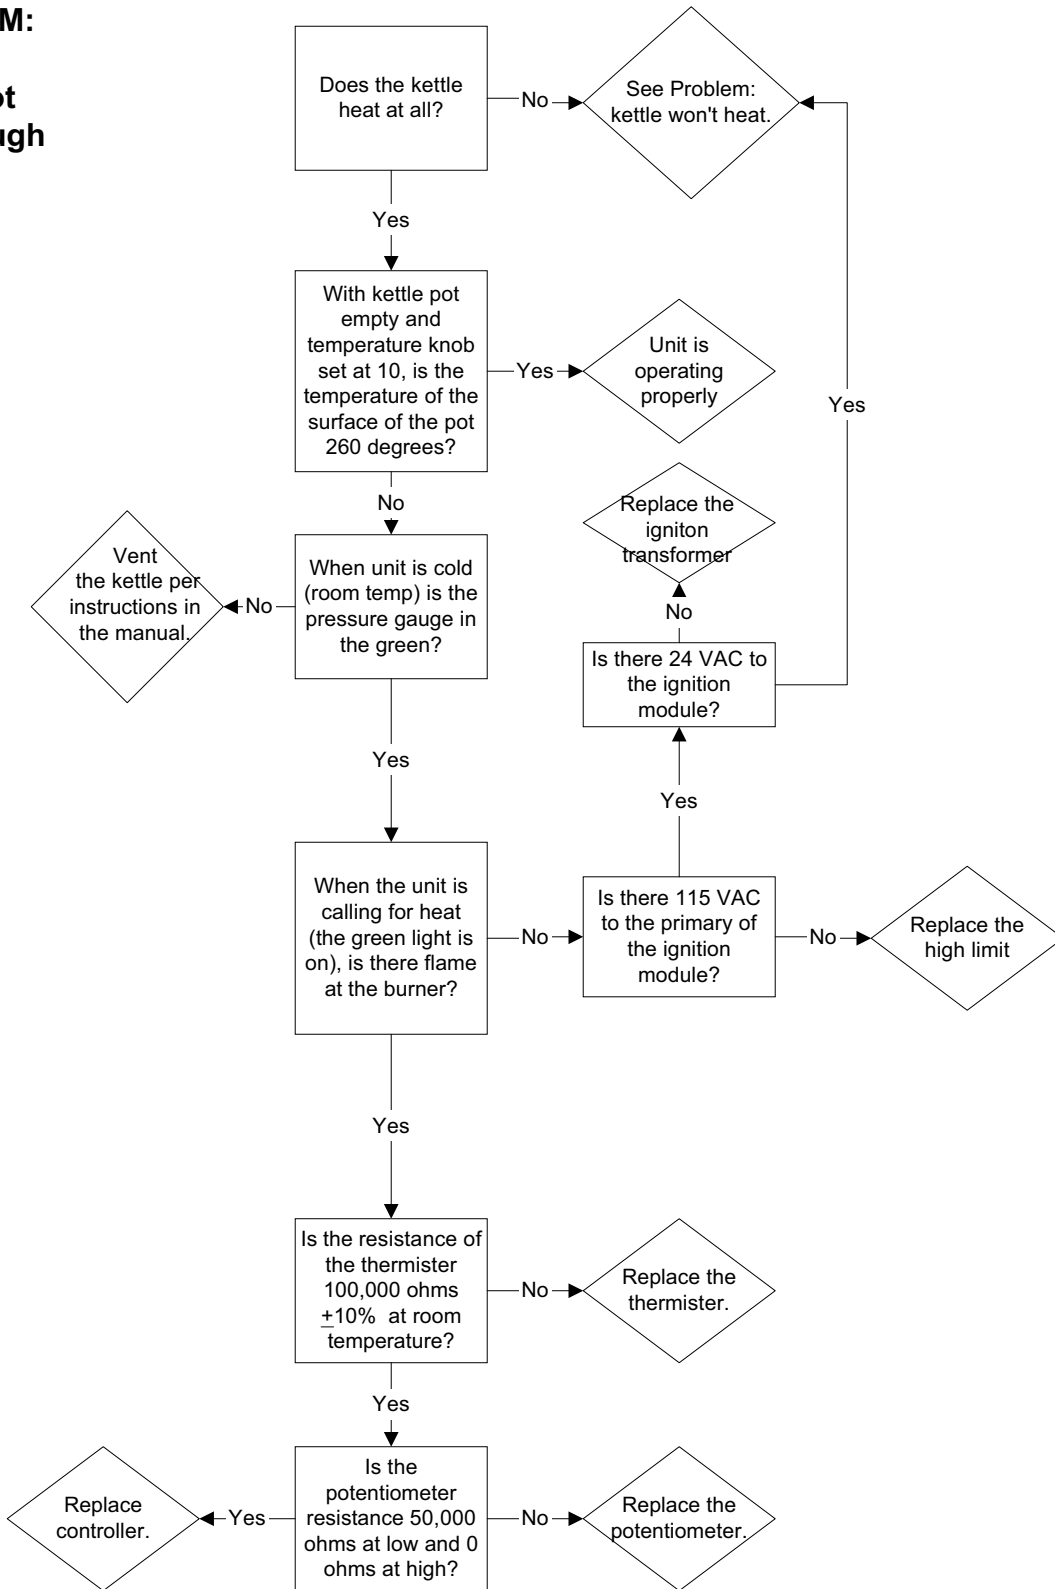 M:
ot
ugh
Does the kettle
heat at all?
No
See Problem:
kettle won't heat.
Yes
With kettle pot
empty and
temperature knob
set at 10, is the
temperature of the
surface of the pot
260 degrees?
Yes
Unit is
operating
properly
Yes
No
Replace the
igniton
transformer
Vent
the kettle per
instructions in
the manual.
No
When unit is cold
(room temp) is the
pressure gauge in
the green?
No
Is there 24 VAC to
the ignition
module?
Yes
Yes
When the unit is
calling for heat
(the green light is
on), is there flame
at the burner?
No
Is there 115 VAC
to the primary of
the ignition
module?
No
Replace the
high limit
Yes
Is the resistance of
the thermister
100,000 ohms
±10% at room
temperature?
No
Replace the
thermister.
Yes
Replace
controller.
Yes
Is the
potentiometer
resistance 50,000
ohms at low and 0
ohms at high?
No
Replace the
potentiometer.